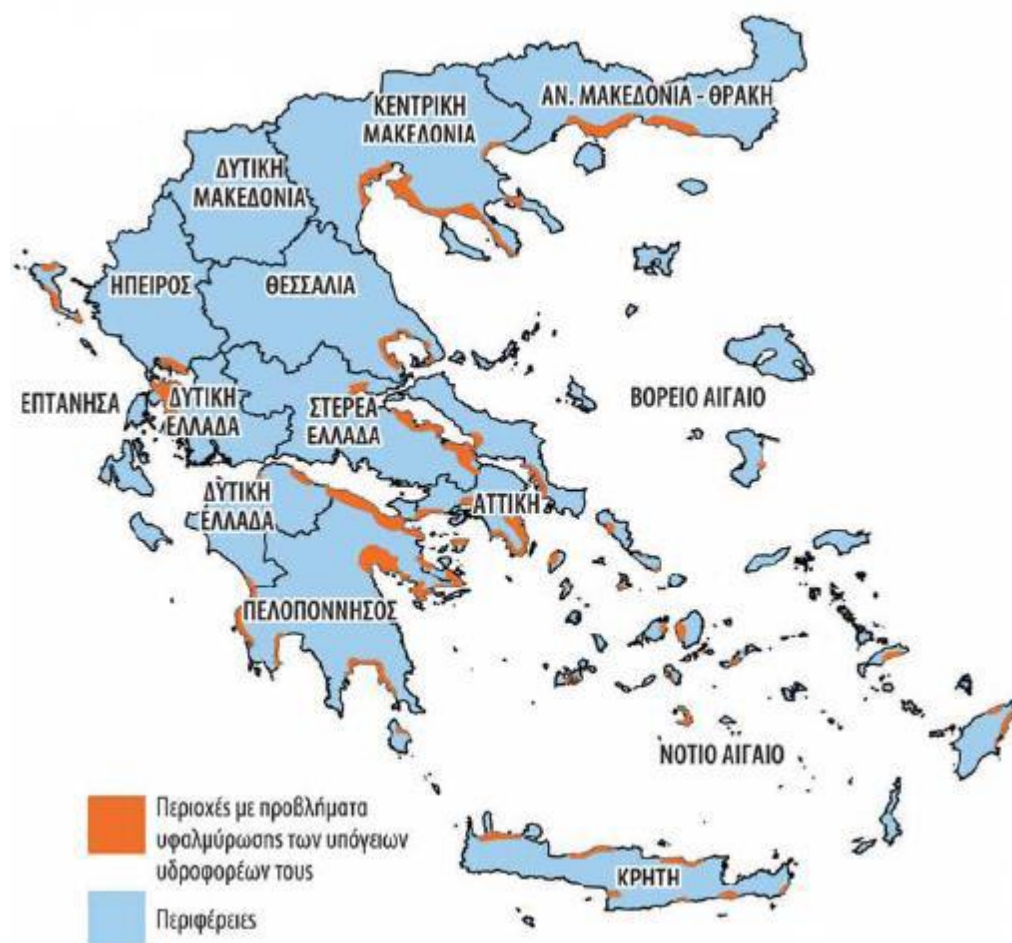 ΑΝ. ΜΑΚΕΔΟΝΙΑ - ΘΡΑΚΗ
ΚΕΝΤΡΙΚΗ
ΜΑΚΕΔΟΝΙΑ
ΔΥΤΙΚΗ
ΜΑΚΕΔΟΝΙΑ
ΗΠΕΙΡΟΣ
ΘΕΣΣΑΛΙΑ
ΕΠΤΑΝΗΣΑ
ΔΥΤΙΚΗ
ΕΛΛΑΔΑ
ΣΤΕΡΕΑ
ΕΛΛΑΔΑ
ΒΟΡΕΙΟ ΑΙΓΑΙΟ
ΔΥΤΙΚΗ
ΕΛΛΑΔΑ
ΑΤΤΙΚΗ
ΠΕΛΟΠΟΝΝΗΣΟΣ
ΝΟΤΙΟ ΑΙΓΑΙΟ
ΚΡΗΤΗ
Περιοχές με προβλήματα
υφαλμύρωσης των υπόγειων
υδροφορέων τους
Περιφέρειες